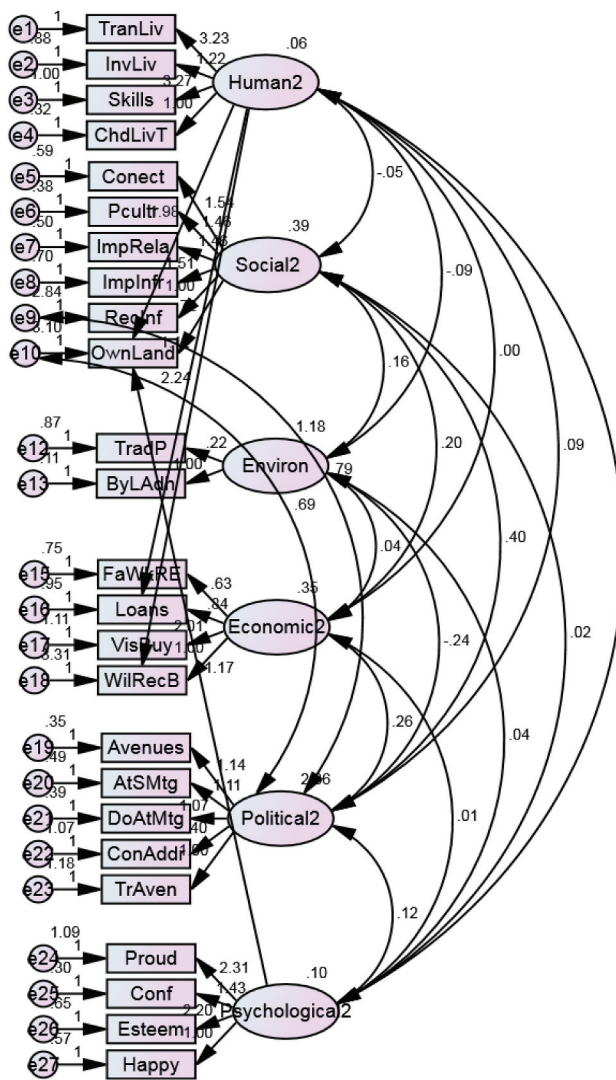 e1 1 TranLiv
.88 3.23 .06
e2 1 InvLiv 1.22
1.00 3.27 Human2
e3 1 Skills 1.00
.32
e4 1 ChdLivT
.59
e5 1 Conect -.05
.38 1.54
e6 1 Pcultr .98 1.46 .39
.50
e7 1 ImpRela 1.46
.70 Social2 -.09
e8 1 ImpInfr .51 1.00
2.84
e9 1 RecInf
3.10 .00
e10 1 OwnLand .16
2.24
.87 1.18
e12 1 TradP .22 .20 .09
.11 Environ .79
e13 1 ByLAdn 1.00
.69
.75 .40
e15 1 FaWkRE .63 .35 .04
.95
e16 1 Loans .84
1.11 2.01 Economic2 -.24 .02
e17 1 VisBuy 1.00
3.31
e18 1 WilRecB 1.17
.26 .04
.35
e19 1 Avenues 1.14
.49
e20 1 AtSMtg 1.11
.39 1.07 Political2 .01
e21 1 DoAtMtg
1.07
e22 1 ConAddr
1.18
e23 1 TrAven
.12
1.09
e24 1 Proud 2.31 .10
.30
e25 1 Conf 1.43
.65 Psychological2
e26 1 Esteem 2.20
.57 1.00
e27 1 Happy